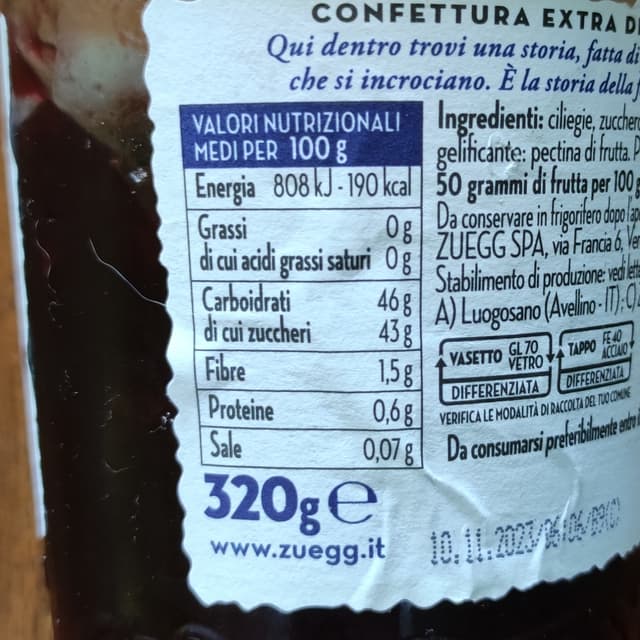 CONFETTURA EXTRA DI
Qui dentro trovi una storia, fatta di
che si incrociano. È la storia della
VALORI NUTRIZIONALI
MEDI PER 100 g
Energia 808 kJ - 190 kcal
Grassi 0 g
di cui acidi grassi saturi 0 g
Carboidrati 46 g
di cui zuccheri 43 g
Fibre 1,5 g
Proteine 0,6 g
Sale 0,07 g
320g e
www.zuegg.it
Ingredienti: ciliegie, zucchero
gelificante: pectina di frutta.
50 grammi di frutta per 100 g
Da conservare in frigorifero dopo
ZUEGG SPA, via Francia 6,
Stabilimento di produzione: vedi
A) Luogosano (Avellino - IT)
VASETTO GL 70
VETRO
DIFFERENZIATA
TAPPO FE 40
ACCIAIO
DIFFERENZIATA
VERIFICA LE MODALITÀ DI RACCOLTA DEL TUO COMUNE
Da consumarsi preferibilmente entro
10.11.2023